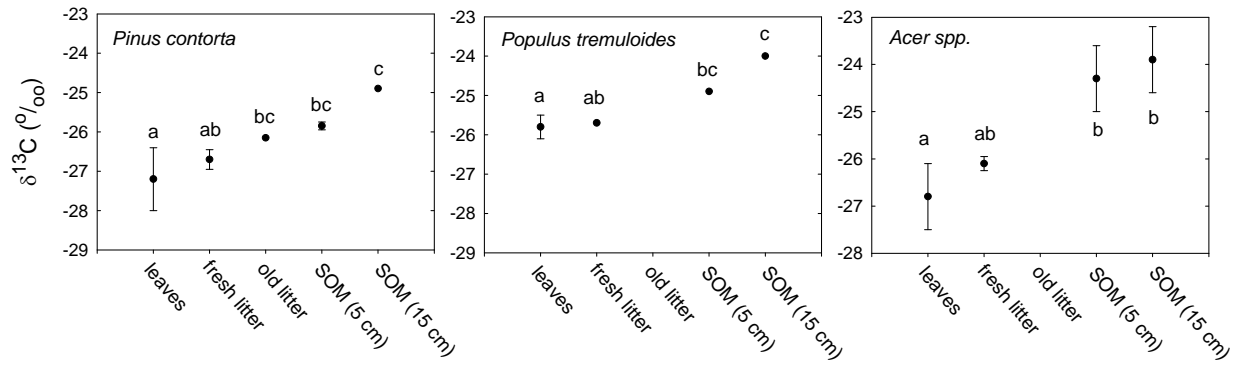 Pinus contorta
Populus tremuloides
Acer spp.
δ13C (o/oo)
-23
-24
-25
-26
-27
-28
-29
a
ab
bc
bc
c
leaves
fresh litter
old litter
SOM (5 cm)
SOM (15 cm)
-23
-24
-25
-26
-27
-28
-29
a
ab
bc
c
leaves
fresh litter
old litter
SOM (5 cm)
SOM (15 cm)
-23
-24
-25
-26
-27
-28
a
ab
b
b
leaves
fresh litter
old litter
SOM (5 cm)
SOM (15 cm)